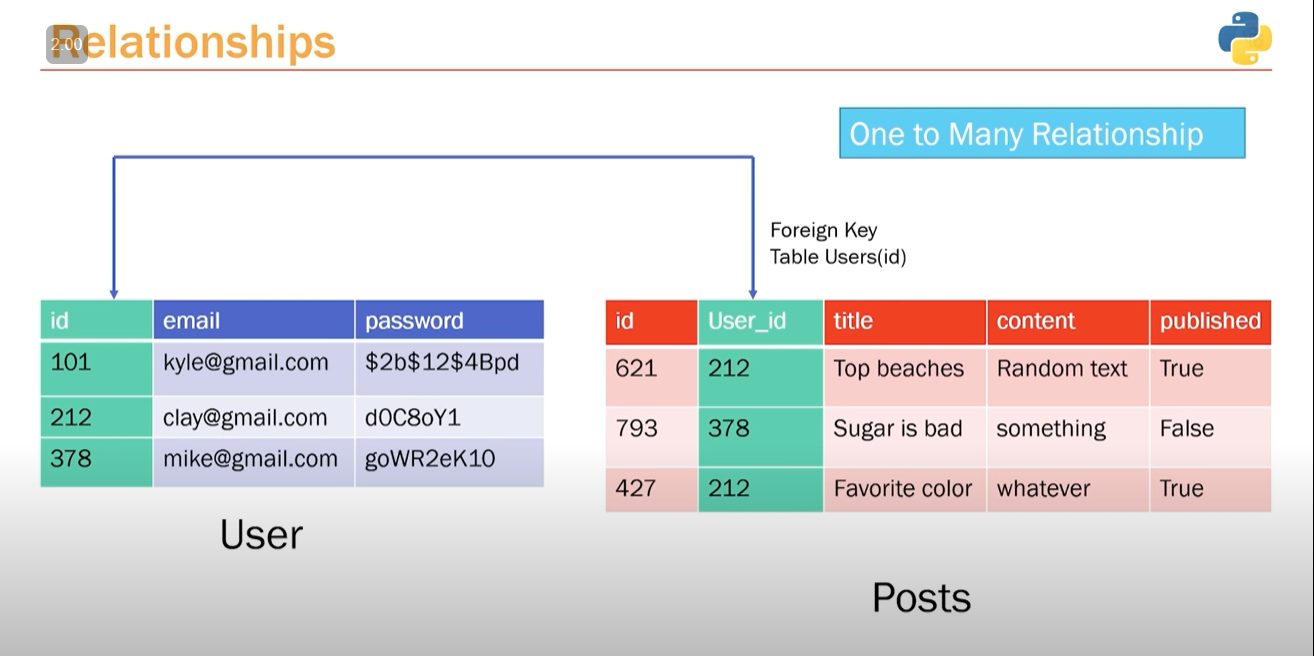 Relationships
2.00
One to Many Relationship
Foreign Key
Table Users(id)
id email password
101 kyle@gmail.com $2b$12$4Bpd
212 clay@gmail.com d0C8oY1
378 mike@gmail.com goWR2eK10
User
id User_id title content published
621 212 Top beaches Random text True
793 378 Sugar is bad something False
427 212 Favorite color whatever True
Posts